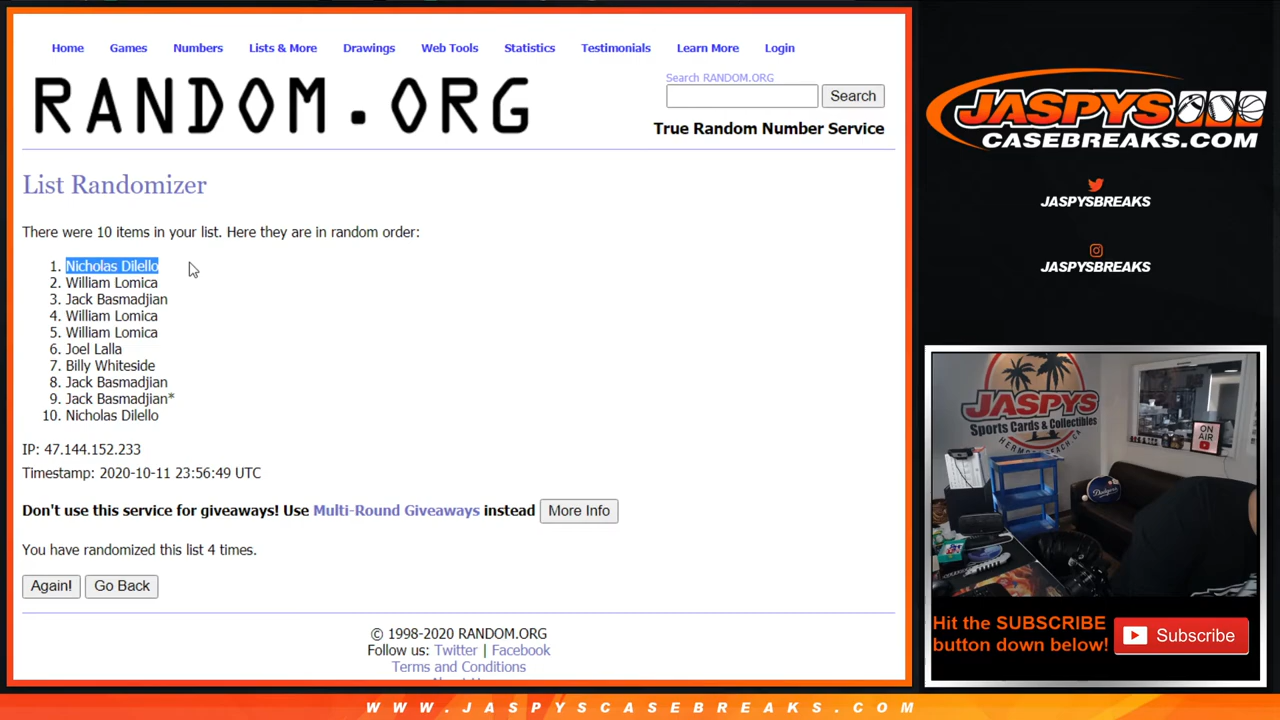 Home Games Numbers Lists & More Drawings Web Tools Statistics Testimonials Learn More Login
RANDOM.ORG
Search RANDOM.ORG
Search
True Random Number Service
List Randomizer
There were 10 items in your list. Here they are in random order:
1. Nicholas Dilello
2. William Lomica
3. Jack Basmadjian
4. William Lomica
5. William Lomica
6. Joel Lalla
7. Billy Whiteside
8. Jack Basmadjian
9. Jack Basmadjian*
10. Nicholas Dilello
IP: 47.144.152.233
Timestamp: 2020-10-11 23:56:49 UTC
Don't use this service for giveaways! Use Multi-Round Giveaways instead More Info
You have randomized this list 4 times.
Again! Go Back
© 1998-2020 RANDOM.ORG
Follow us: Twitter | Facebook
Terms and Conditions
JASPYS
CASEBREAKS.COM
JASPYSBREAKS
JASPYSBREAKS
JASPYS
Sports Cards & Collectibles
HERMOSA BEACH, CA
ON AIR
Dodgers
Hit the SUBSCRIBE
button down below!
Subscribe
WWW.JASPYSCASEBREAKS.COM